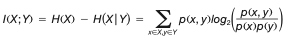 I(X;Y) = H(X) - H(X|Y) = ∑ p(x,y)log₂(p(x,y)/(p(x)p(y)))
x∈X,y∈Y